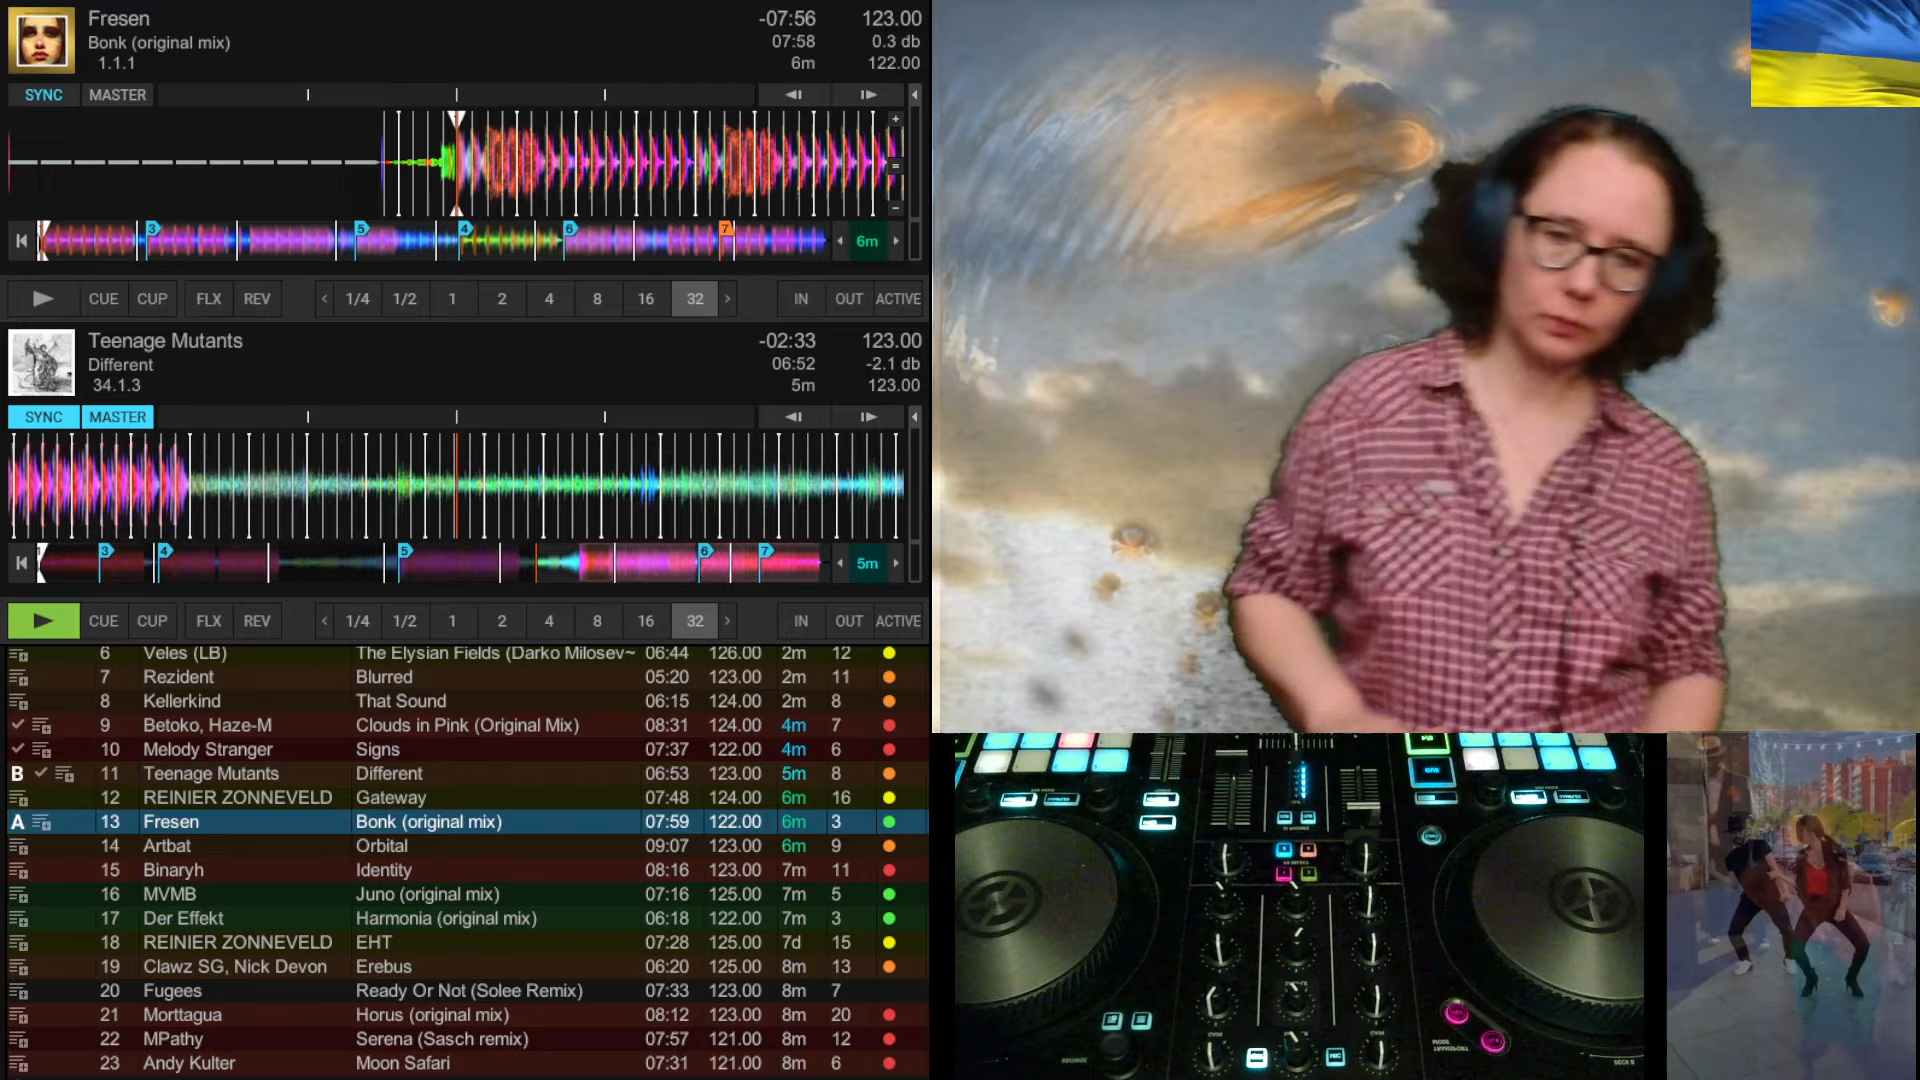 Fresen -07:56 123.00
Bonk (original mix) 07:58 0.3 db
1.1.1 6m 122.00
SYNC MASTER
3 5 4 6 7 6m
CUE CUP FLX REV 1/4 1/2 1 2 4 8 16 32 IN OUT ACTIVE
Teenage Mutants -02:33 123.00
Different 06:52 -2.1 db
34.1.3 5m 123.00
SYNC MASTER
1 3 4 5 6 7 5m
CUE CUP FLX REV 1/4 1/2 1 2 4 8 16 32 IN OUT ACTIVE
6 Veles (LB) The Elysian Fields (Darko Milosev~ 06:44 126.00 2m 12
7 Rezident Blurred 05:20 123.00 2m 11
8 Kellerkind That Sound 06:15 124.00 2m 8
9 Betoko, Haze-M Clouds in Pink (Original Mix) 08:31 124.00 4m 7
10 Melody Stranger Signs 07:37 122.00 4m 6
B 11 Teenage Mutants Different 06:53 123.00 5m 8
12 REINIER ZONNEVELD Gateway 07:48 124.00 6m 16
A 13 Fresen Bonk (original mix) 07:59 122.00 6m 3
14 Artbat Orbital 09:07 123.00 6m 9
15 Binaryh Identity 08:16 123.00 7m 11
16 MVMB Juno (original mix) 07:16 125.00 7m 5
17 Der Effekt Harmonia (original mix) 06:18 122.00 7m 3
18 REINIER ZONNEVELD EHT 07:28 125.00 7d 15
19 Clawz SG, Nick Devon Erebus 06:20 125.00 8m 13
20 Fugees Ready Or Not (Solee Remix) 07:33 123.00 8m 7
21 Morttagua Horus (original mix) 08:12 123.00 8m 20
22 MPathy Serena (Sasch remix) 07:57 121.00 8m 12
23 Andy Kulter Moon Safari 07:31 121.00 8m 6